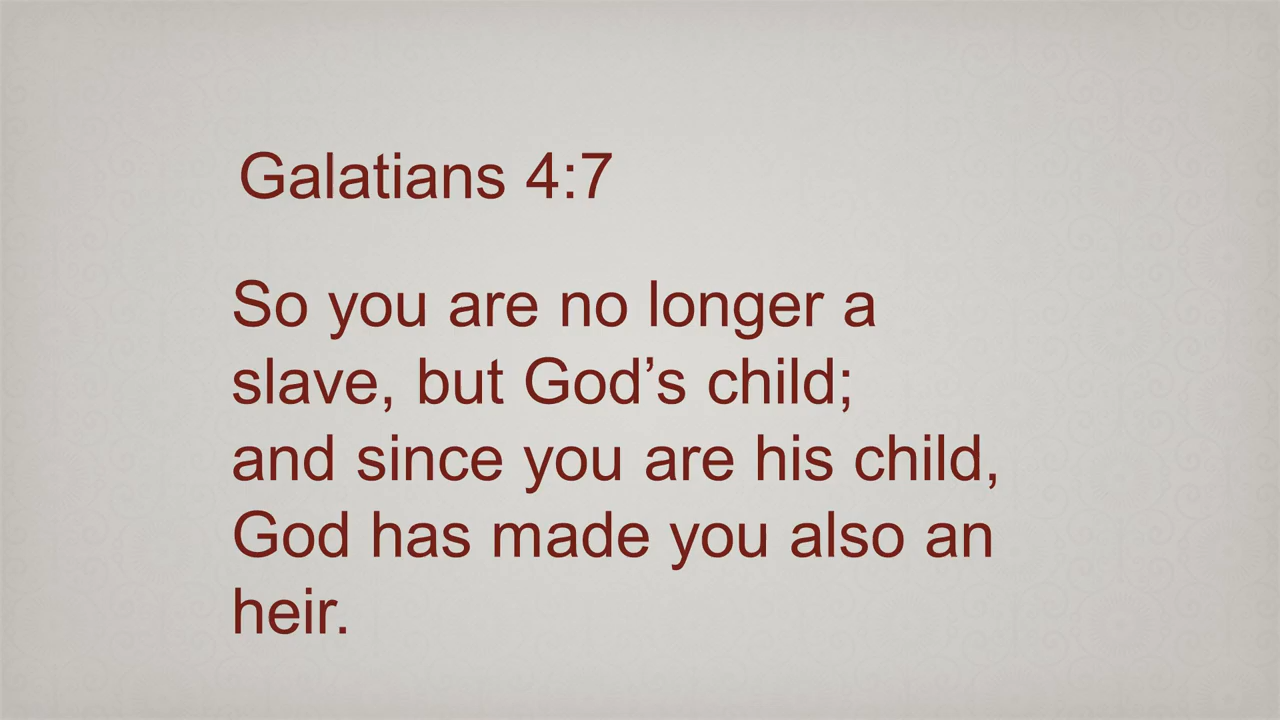 Galatians 4:7
So you are no longer a
slave, but God’s child;
and since you are his child,
God has made you also an
heir.